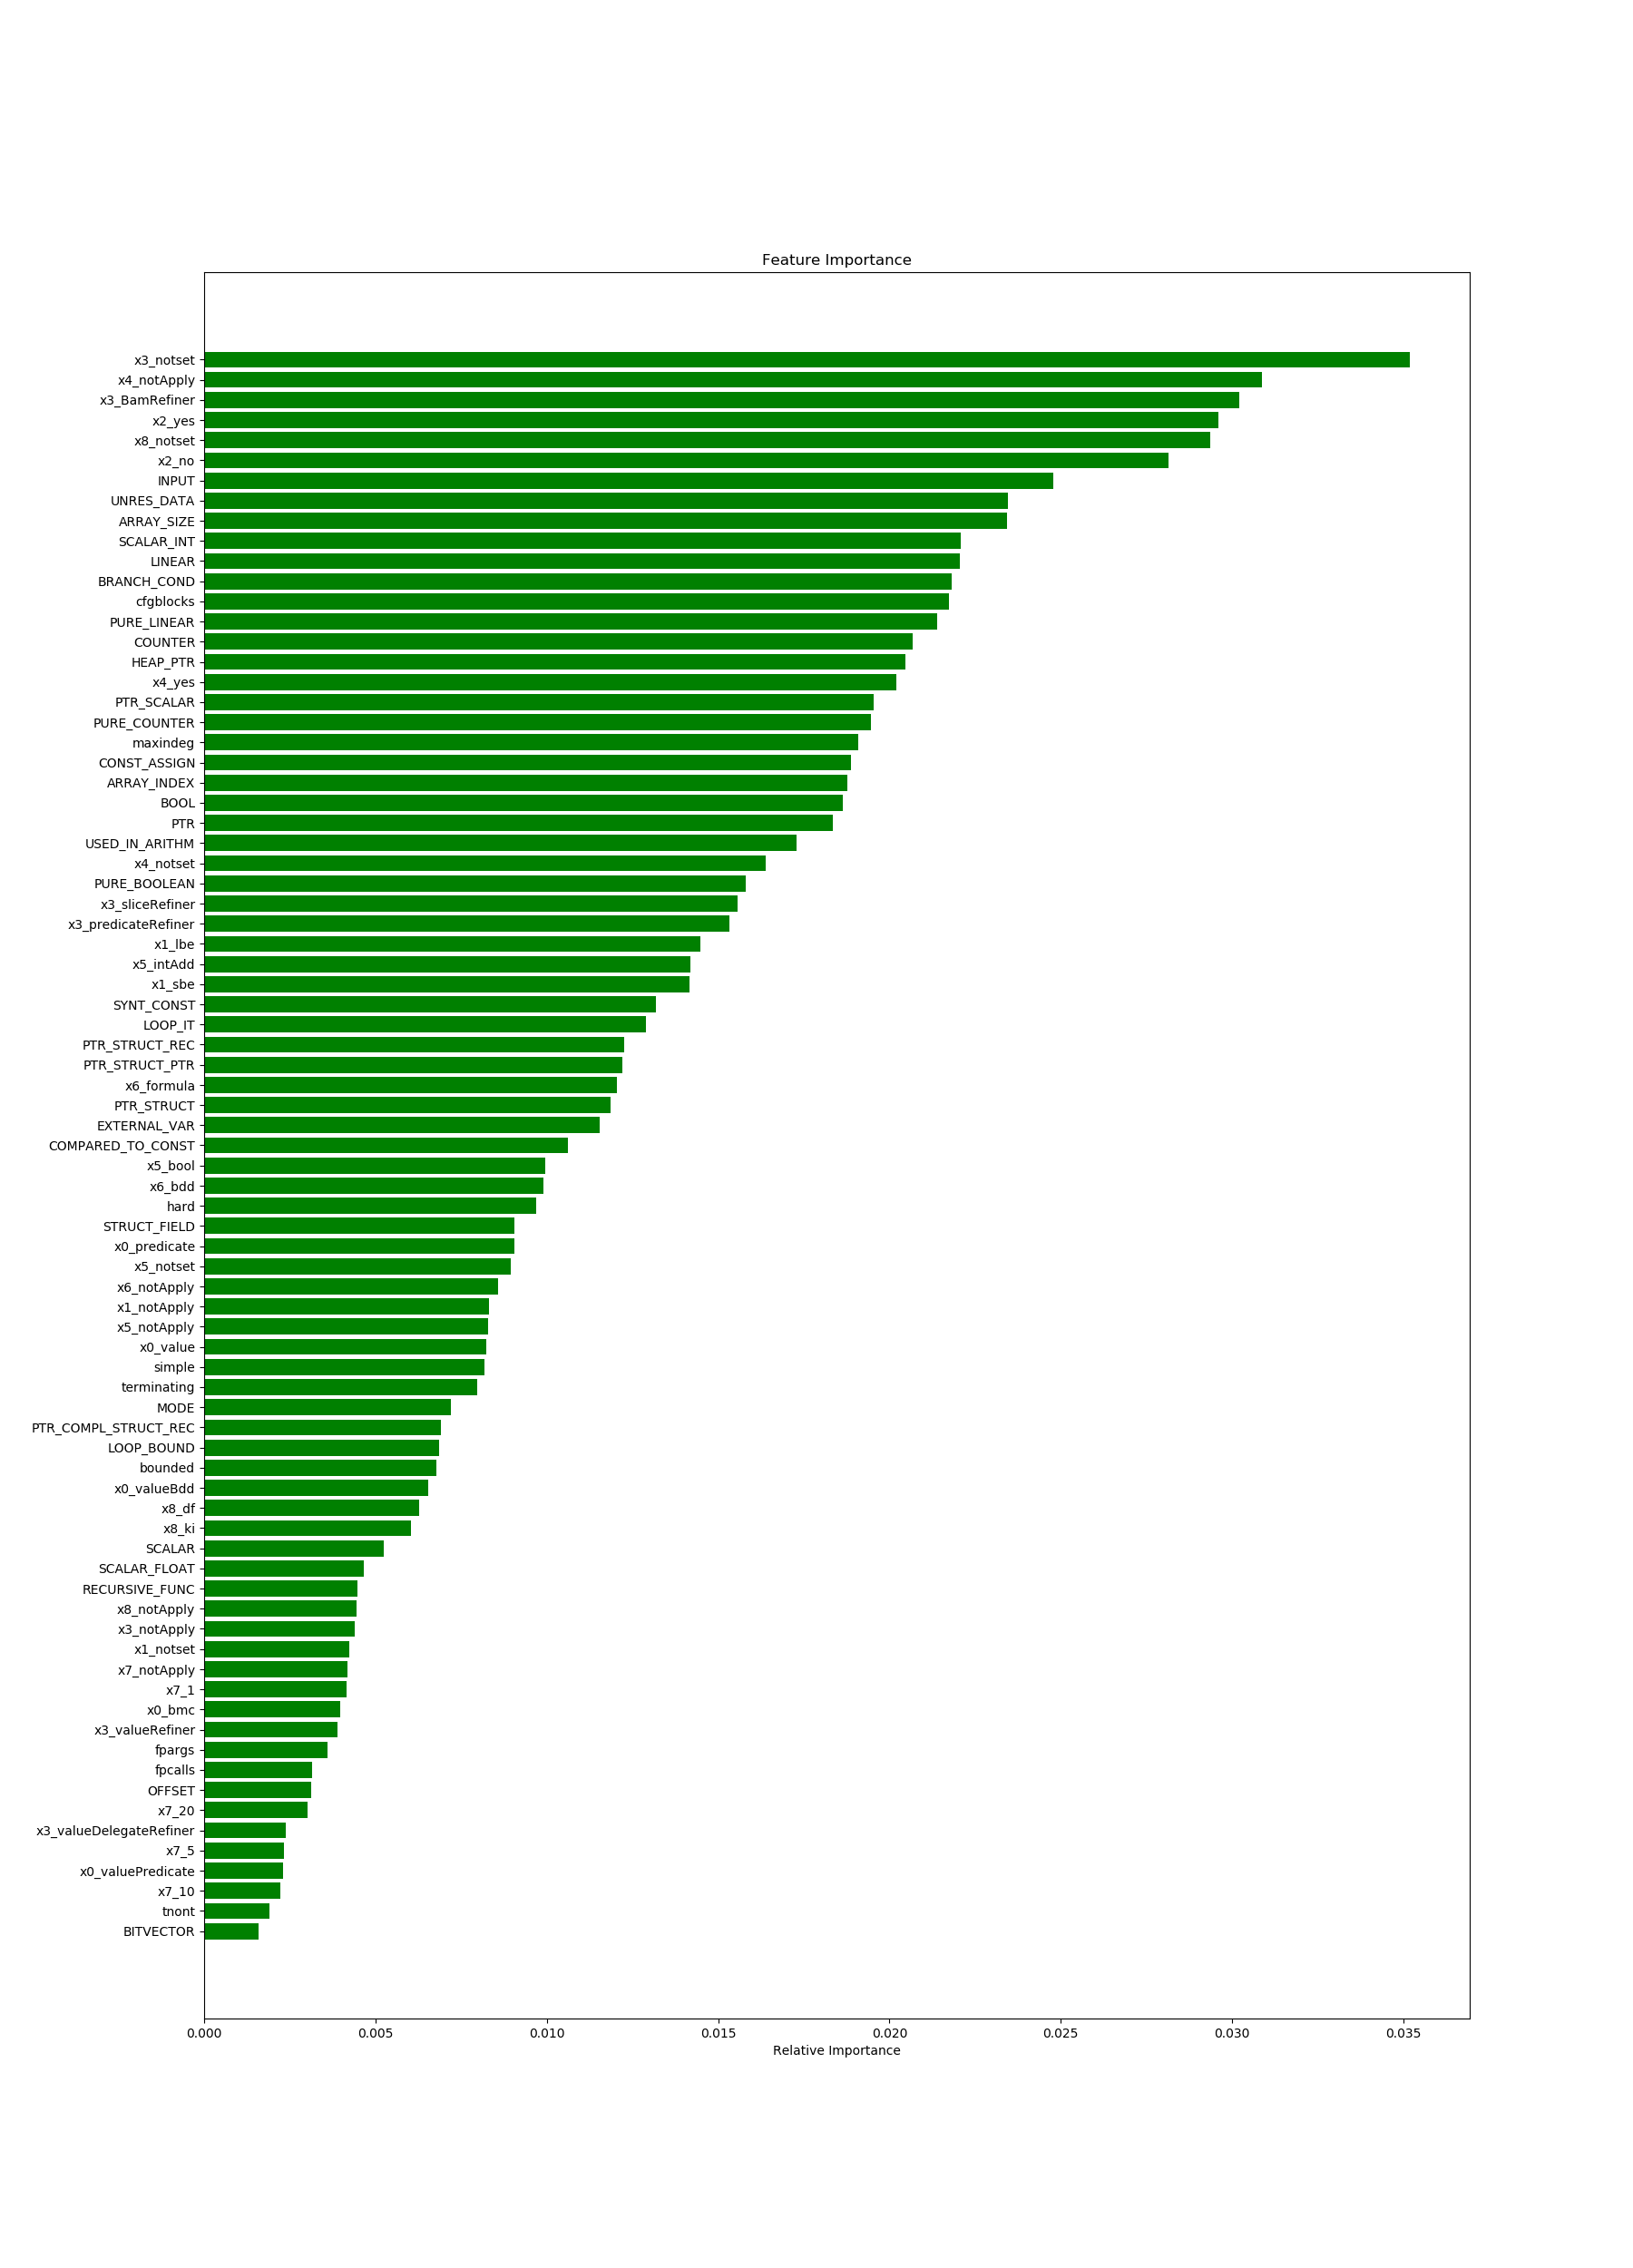 Feature Importance
x3_notset
x4_notApply
x3_BamRefiner
x2_yes
x8_notset
x2_no
INPUT
UNRES_DATA
ARRAY_SIZE
SCALAR_INT
LINEAR
BRANCH_COND
cfgblocks
PURE_LINEAR
COUNTER
HEAP_PTR
x4_yes
PTR_SCALAR
PURE_COUNTER
maxindeg
CONST_ASSIGN
ARRAY_INDEX
BOOL
PTR
USED_IN_ARITHM
x4_notset
PURE_BOOLEAN
x3_sliceRefiner
x3_predicateRefiner
x1_lbe
x5_intAdd
x1_sbe
SYNT_CONST
LOOP_IT
PTR_STRUCT_REC
PTR_STRUCT_PTR
x6_formula
PTR_STRUCT
EXTERNAL_VAR
COMPARED_TO_CONST
x5_bool
x6_bdd
hard
STRUCT_FIELD
x0_predicate
x5_notset
x6_notApply
x1_notApply
x5_notApply
x0_value
simple
terminating
MODE
PTR_COMPL_STRUCT_REC
LOOP_BOUND
bounded
x0_valueBdd
x8_df
x8_ki
SCALAR
SCALAR_FLOAT
RECURSIVE_FUNC
x8_notApply
x3_notApply
x1_notset
x7_notApply
x7_1
x0_bmc
x3_valueRefiner
fpargs
fpcalls
OFFSET
x7_20
x3_valueDelegateRefiner
x7_5
x0_valuePredicate
x7_10
tnont
BITVECTOR
0.000 0.005 0.010 0.015 0.020 0.025 0.030 0.035
Relative Importance